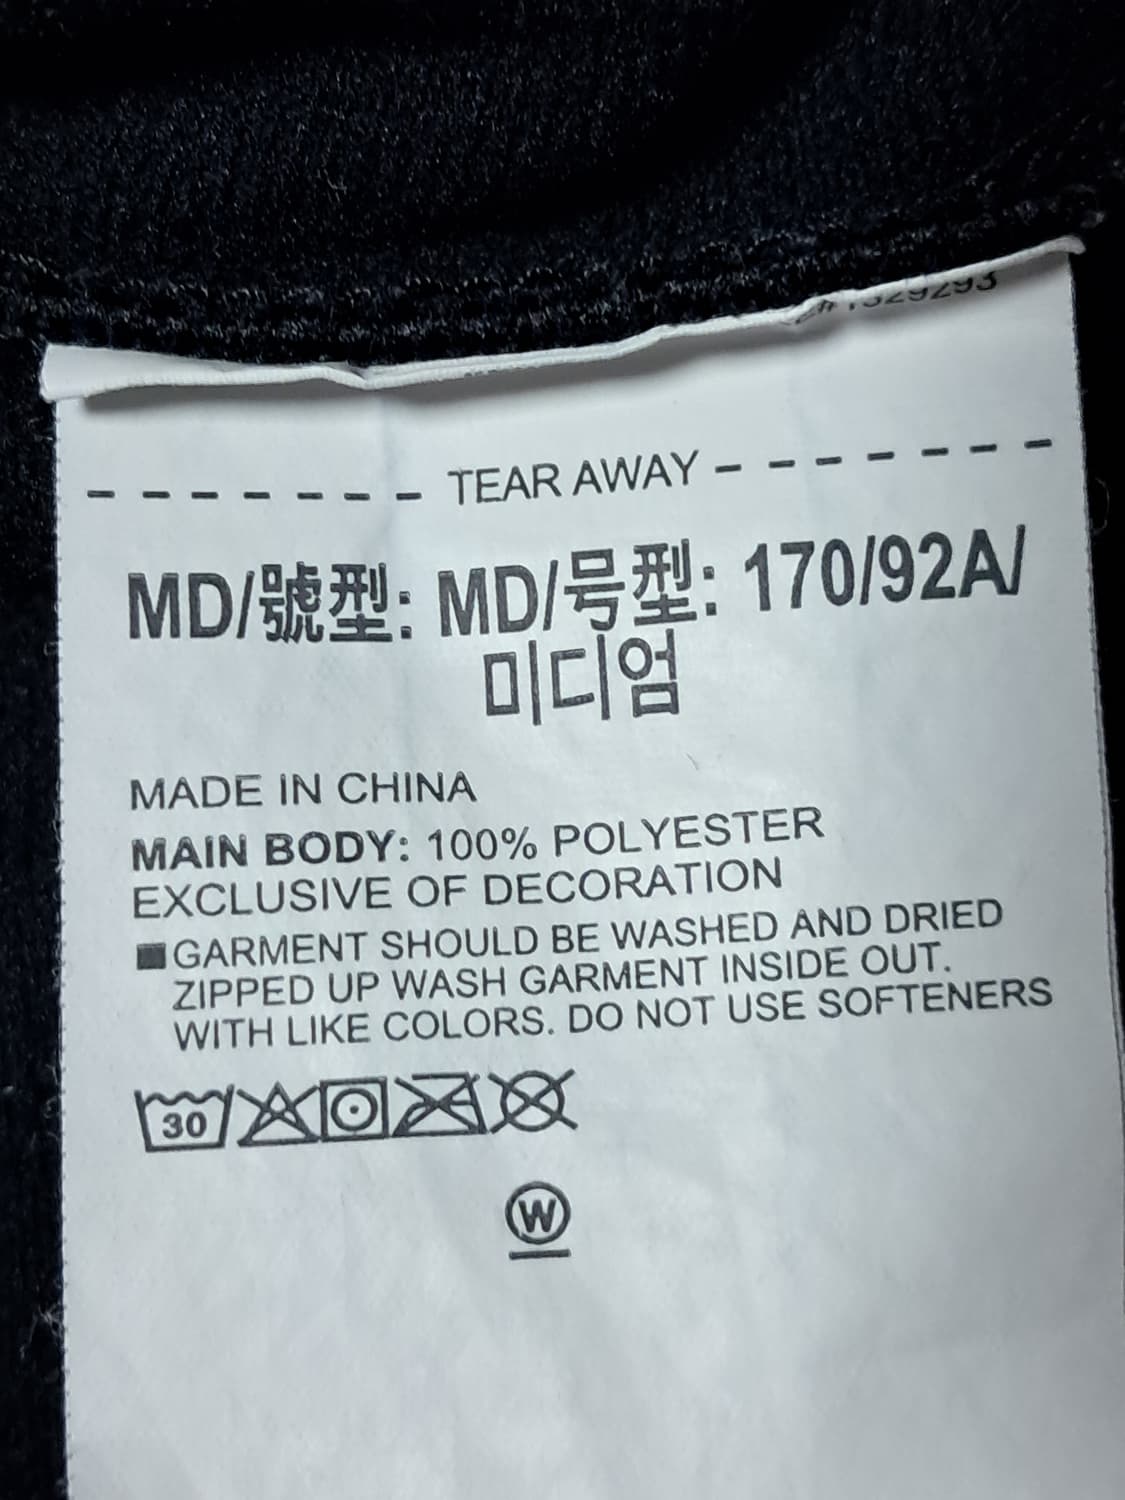 TEAR AWAY
MD/號型: MD/号型: 170/92A/
미디엄
MADE IN CHINA
MAIN BODY: 100% POLYESTER
EXCLUSIVE OF DECORATION
■GARMENT SHOULD BE WASHED AND DRIED
ZIPPED UP WASH GARMENT INSIDE OUT.
WITH LIKE COLORS. DO NOT USE SOFTENERS
30
W